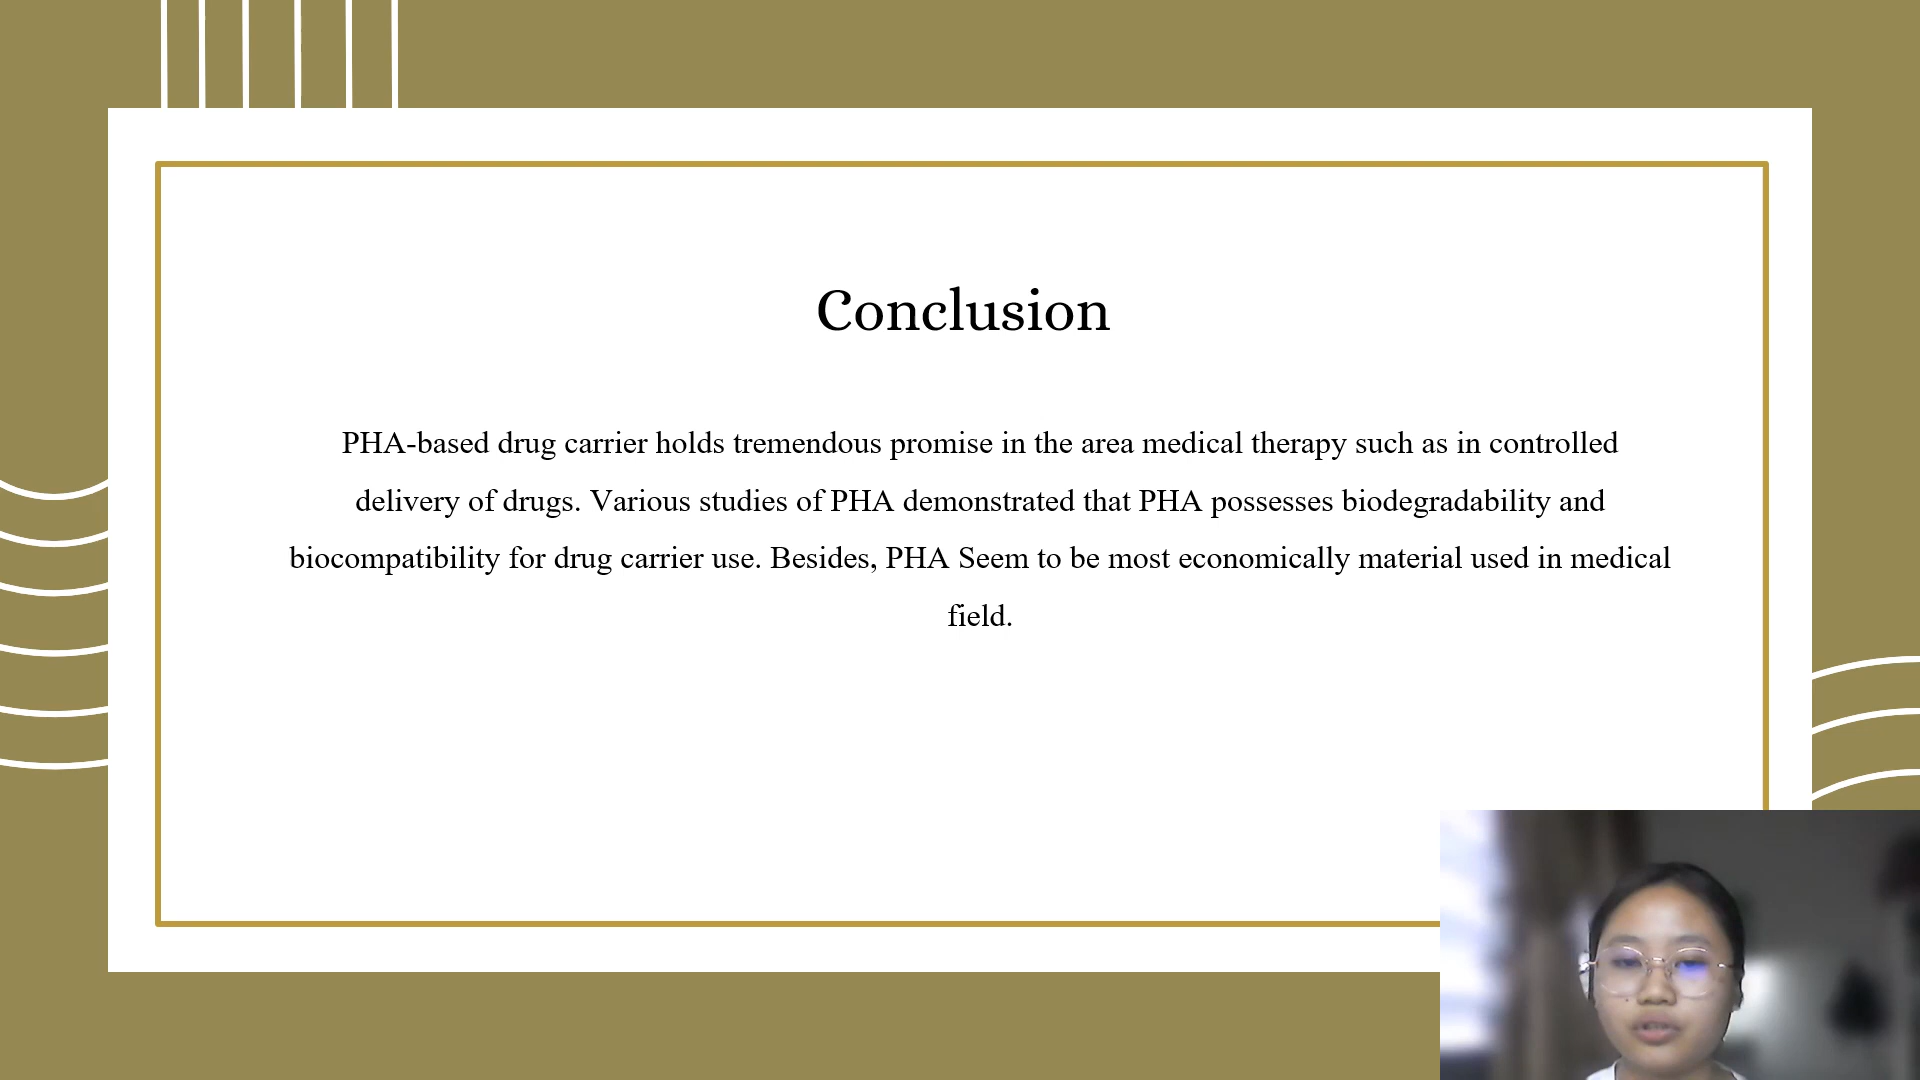 Conclusion
PHA-based drug carrier holds tremendous promise in the area medical therapy such as in controlled
delivery of drugs. Various studies of PHA demonstrated that PHA possesses biodegradability and
biocompatibility for drug carrier use. Besides, PHA Seem to be most economically material used in medical
field.